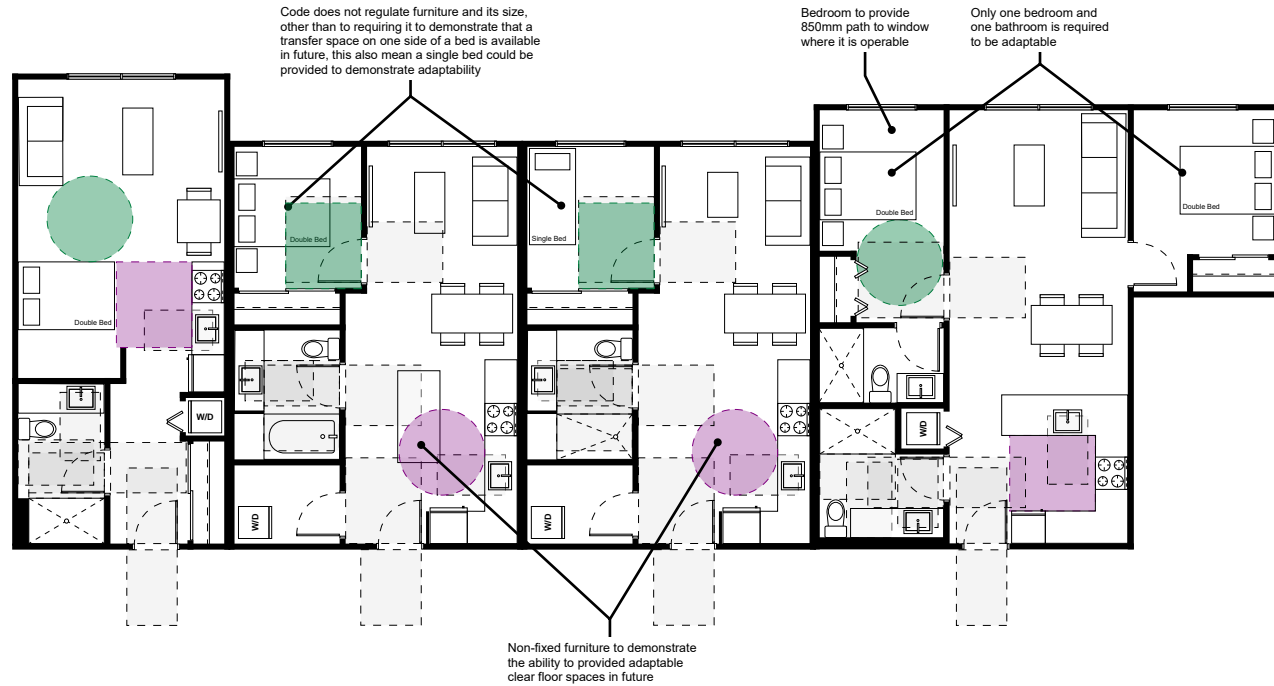 Code does not regulate furniture and its size,
other than to requiring it to demonstrate that a
transfer space on one side of a bed is available
in future, this also mean a single bed could be
provided to demonstrate adaptability
Bedroom to provide
850mm path to window
where it is operable
Only one bedroom and
one bathroom is required
to be adaptable
Double Bed
Double Bed
Single Bed
Double Bed
Double Bed
W/D
W/D
W/D
W/D
Non-fixed furniture to demonstrate
the ability to provided adaptable
clear floor spaces in future